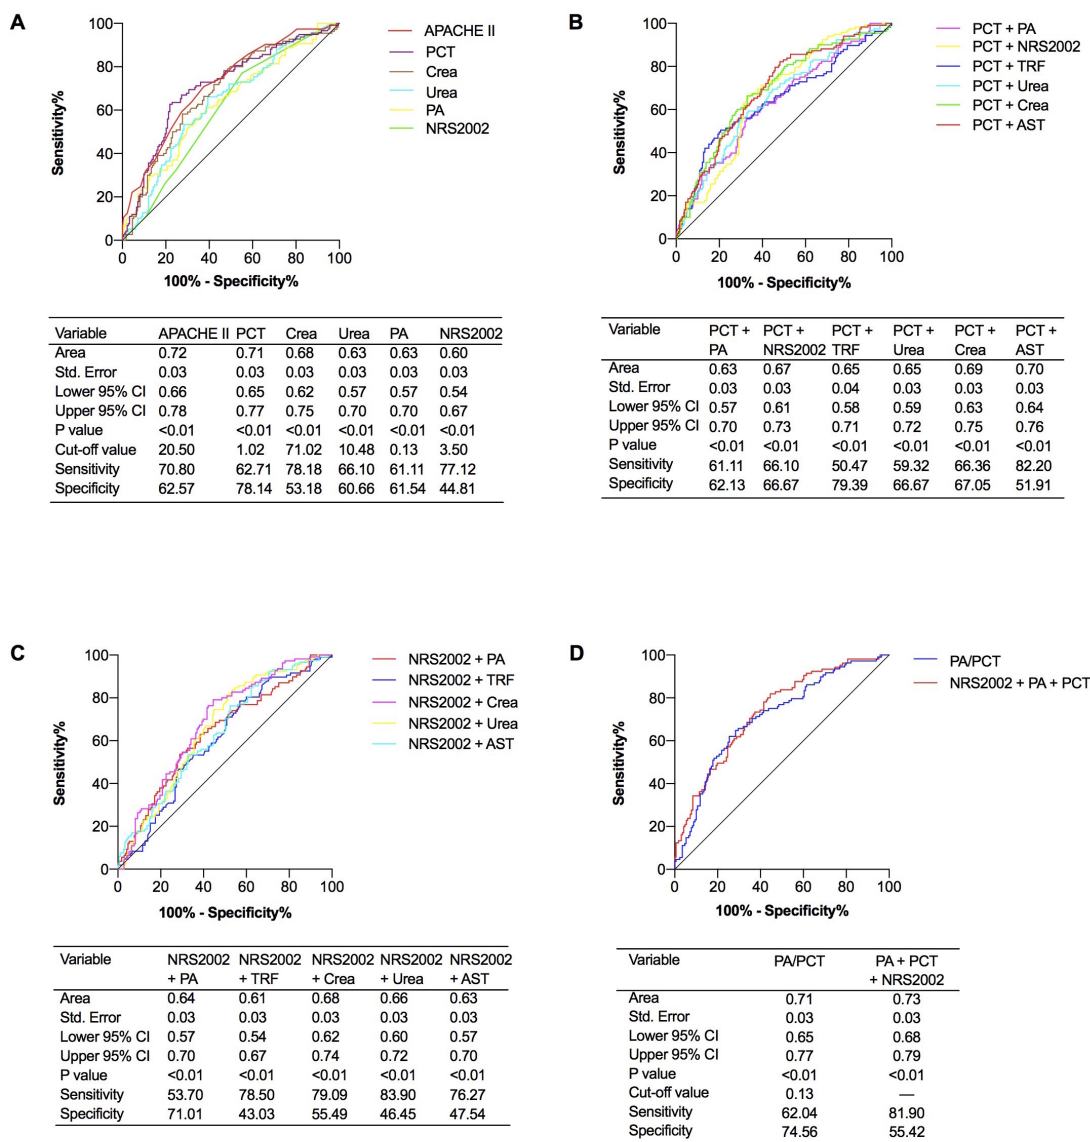 A
100
80
60
40
20
0
Sensitivity%
0 20 40 60 80 100
100% - Specificity%
APACHE II
PCT
Crea
Urea
PA
NRS2002
Variable APACHE II PCT Crea Urea PA NRS2002
Area 0.72 0.71 0.68 0.63 0.63 0.60
Std. Error 0.03 0.03 0.03 0.03 0.03 0.03
Lower 95% CI 0.66 0.65 0.62 0.57 0.57 0.54
Upper 95% CI 0.78 0.77 0.75 0.70 0.70 0.67
P value <0.01 <0.01 <0.01 <0.01 <0.01 <0.01
Cut-off value 20.50 1.02 71.02 10.48 0.13 3.50
Sensitivity 70.80 62.71 78.18 66.10 61.11 77.12
Specificity 62.57 78.14 53.18 60.66 61.54 44.81
B
100
80
60
40
20
0
Sensitivity%
0 20 40 60 80 100
100% - Specificity%
PCT + PA
PCT + NRS2002
PCT + TRF
PCT + Urea
PCT + Crea
PCT + AST
Variable PCT + PCT + PCT + PCT + PCT + PCT +
PA NRS2002 TRF Urea Crea AST
Area 0.63 0.67 0.65 0.65 0.69 0.70
Std. Error 0.03 0.03 0.04 0.03 0.03 0.03
Lower 95% CI 0.57 0.61 0.58 0.59 0.63 0.64
Upper 95% CI 0.70 0.73 0.71 0.72 0.75 0.76
P value <0.01 <0.01 <0.01 <0.01 <0.01 <0.01
Sensitivity 61.11 66.10 50.47 59.32 66.36 82.20
Specificity 62.13 66.67 79.39 66.67 67.05 51.91
C
100
80
60
40
20
0
Sensitivity%
0 20 40 60 80 100
100% - Specificity%
NRS2002 + PA
NRS2002 + TRF
NRS2002 + Crea
NRS2002 + Urea
NRS2002 + AST
Variable NRS2002 NRS2002 NRS2002 NRS2002 NRS2002
+ PA + TRF + Crea + Urea + AST
Area 0.64 0.61 0.68 0.66 0.63
Std. Error 0.03 0.03 0.03 0.03 0.03
Lower 95% CI 0.57 0.54 0.62 0.60 0.57
Upper 95% CI 0.70 0.67 0.74 0.72 0.70
P value <0.01 <0.01 <0.01 <0.01 <0.01
Sensitivity 53.70 78.50 79.09 83.90 76.27
Specificity 71.01 43.03 55.49 46.45 47.54
D
100
80
60
40
20
0
Sensitivity%
0 20 40 60 80 100
100% - Specificity%
PA/PCT
NRS2002 + PA + PCT
Variable PA/PCT PA + PCT
+ NRS2002
Area 0.71 0.73
Std. Error 0.03 0.03
Lower 95% CI 0.65 0.68
Upper 95% CI 0.77 0.79
P value <0.01 <0.01
Cut-off value 0.13 —
Sensitivity 62.04 81.90
Specificity 74.56 55.42